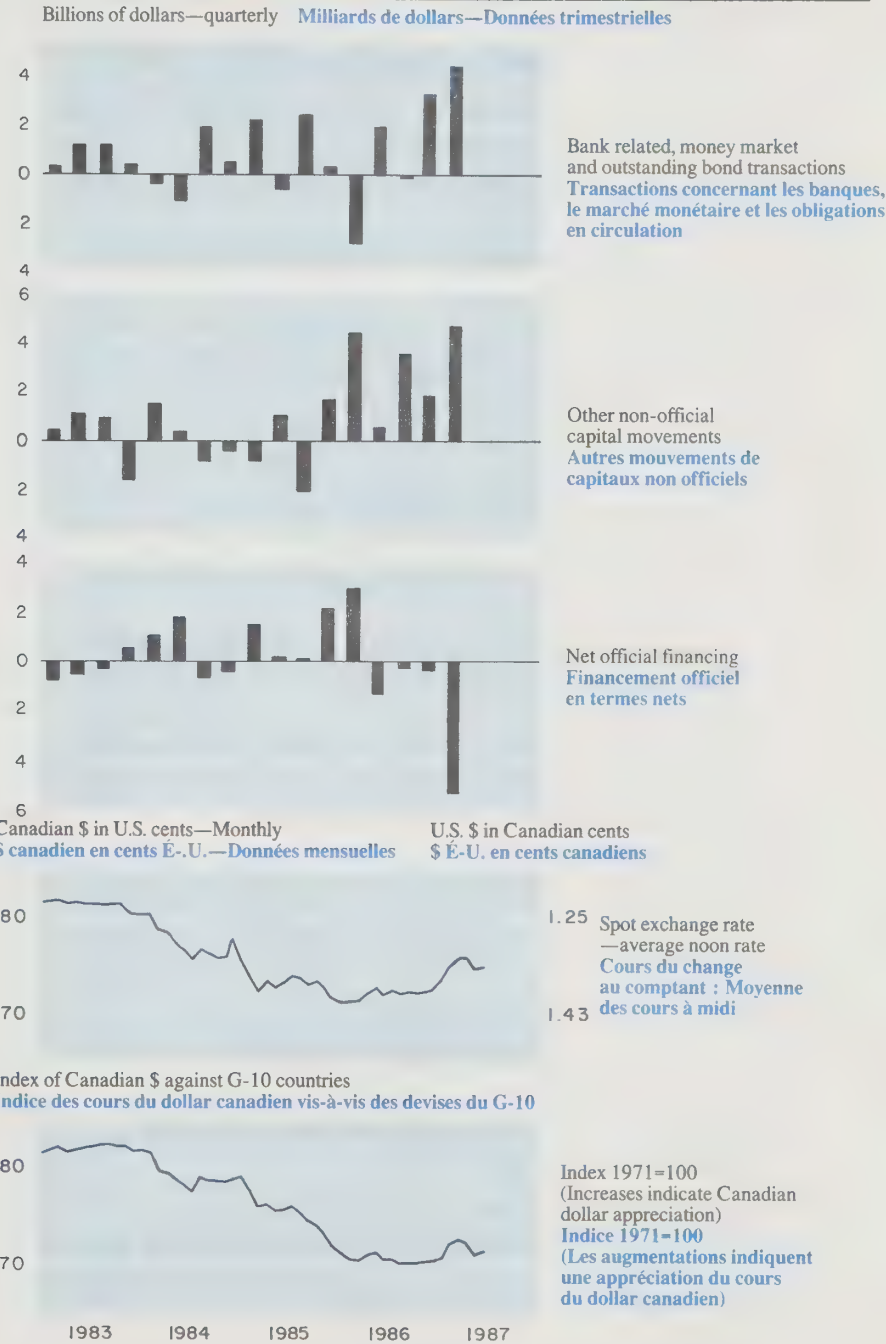 Billions of dollars—quarterly Milliards de dollars—Données trimestrielles
4
2
0
2
4
Bank related, money market
and outstanding bond transactions
Transactions concernant les banques,
le marché monétaire et les obligations
en circulation
6
4
2
0
2
4
Other non-official
capital movements
Autres mouvements de
capitaux non officiels
4
2
0
2
4
6
Net official financing
Financement officiel
en termes nets
Canadian $ in U.S. cents—Monthly
$ canadien en cents É-.U.—Données mensuelles
U.S. $ in Canadian cents
$ É-U. en cents canadiens
80
70
1.25
1.43
Spot exchange rate
—average noon rate
Cours du change
au comptant : Moyenne
des cours à midi
ndex of Canadian $ against G-10 countries
ndice des cours du dollar canadien vis-à-vis des devises du G-10
80
70
Index 1971=100
(Increases indicate Canadian
dollar appreciation)
Indice 1971=100
(Les augmentations indiquent
une appréciation du cours
du dollar canadien)
1983 1984 1985 1986 1987